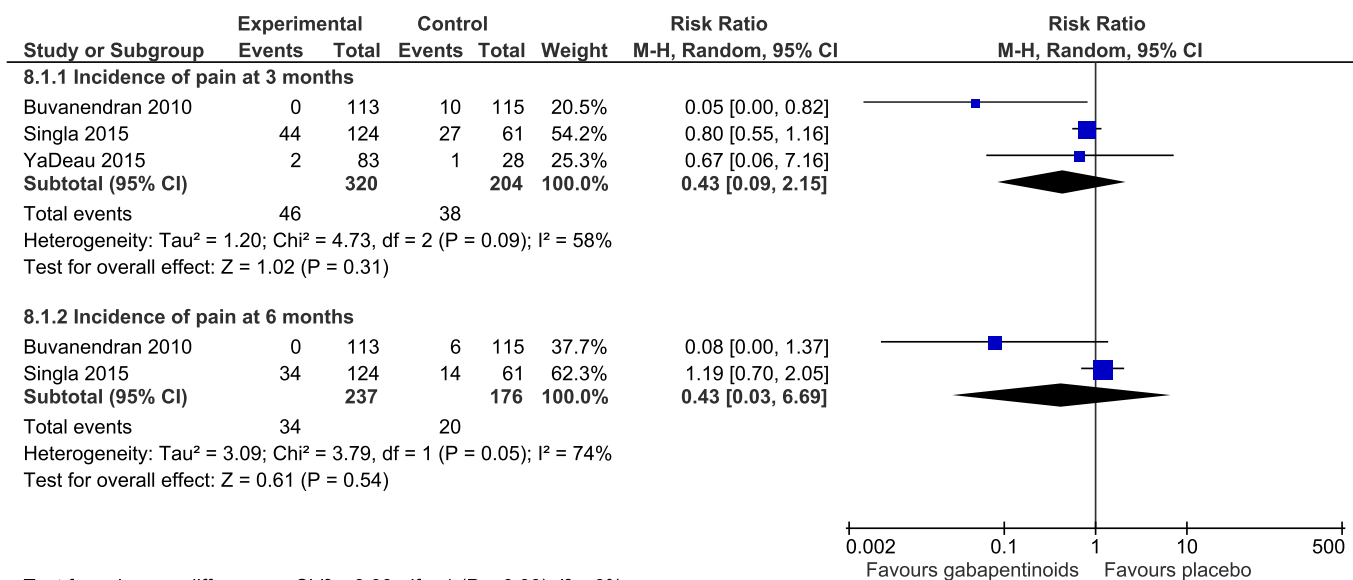 Experimental Control Risk Ratio Risk Ratio
Study or Subgroup Events Total Events Total Weight M-H, Random, 95% CI M-H, Random, 95% CI
8.1.1 Incidence of pain at 3 months
Buvanendran 2010 0 113 10 115 20.5% 0.05 [0.00, 0.82]
Singla 2015 44 124 27 61 54.2% 0.80 [0.55, 1.16]
YaDeau 2015 2 83 1 28 25.3% 0.67 [0.06, 7.16]
Subtotal (95% CI) 320 204 100.0% 0.43 [0.09, 2.15]
Total events 46 38
Heterogeneity: Tau² = 1.20; Chi² = 4.73, df = 2 (P = 0.09); I² = 58%
Test for overall effect: Z = 1.02 (P = 0.31)
8.1.2 Incidence of pain at 6 months
Buvanendran 2010 0 113 6 115 37.7% 0.08 [0.00, 1.37]
Singla 2015 34 124 14 61 62.3% 1.19 [0.70, 2.05]
Subtotal (95% CI) 237 176 100.0% 0.43 [0.03, 6.69]
Total events 34 20
Heterogeneity: Tau² = 3.09; Chi² = 3.79, df = 1 (P = 0.05); I² = 74%
Test for overall effect: Z = 0.61 (P = 0.54)
0.002 0.1 1 10 500
Favours gabapentinoids Favours placebo